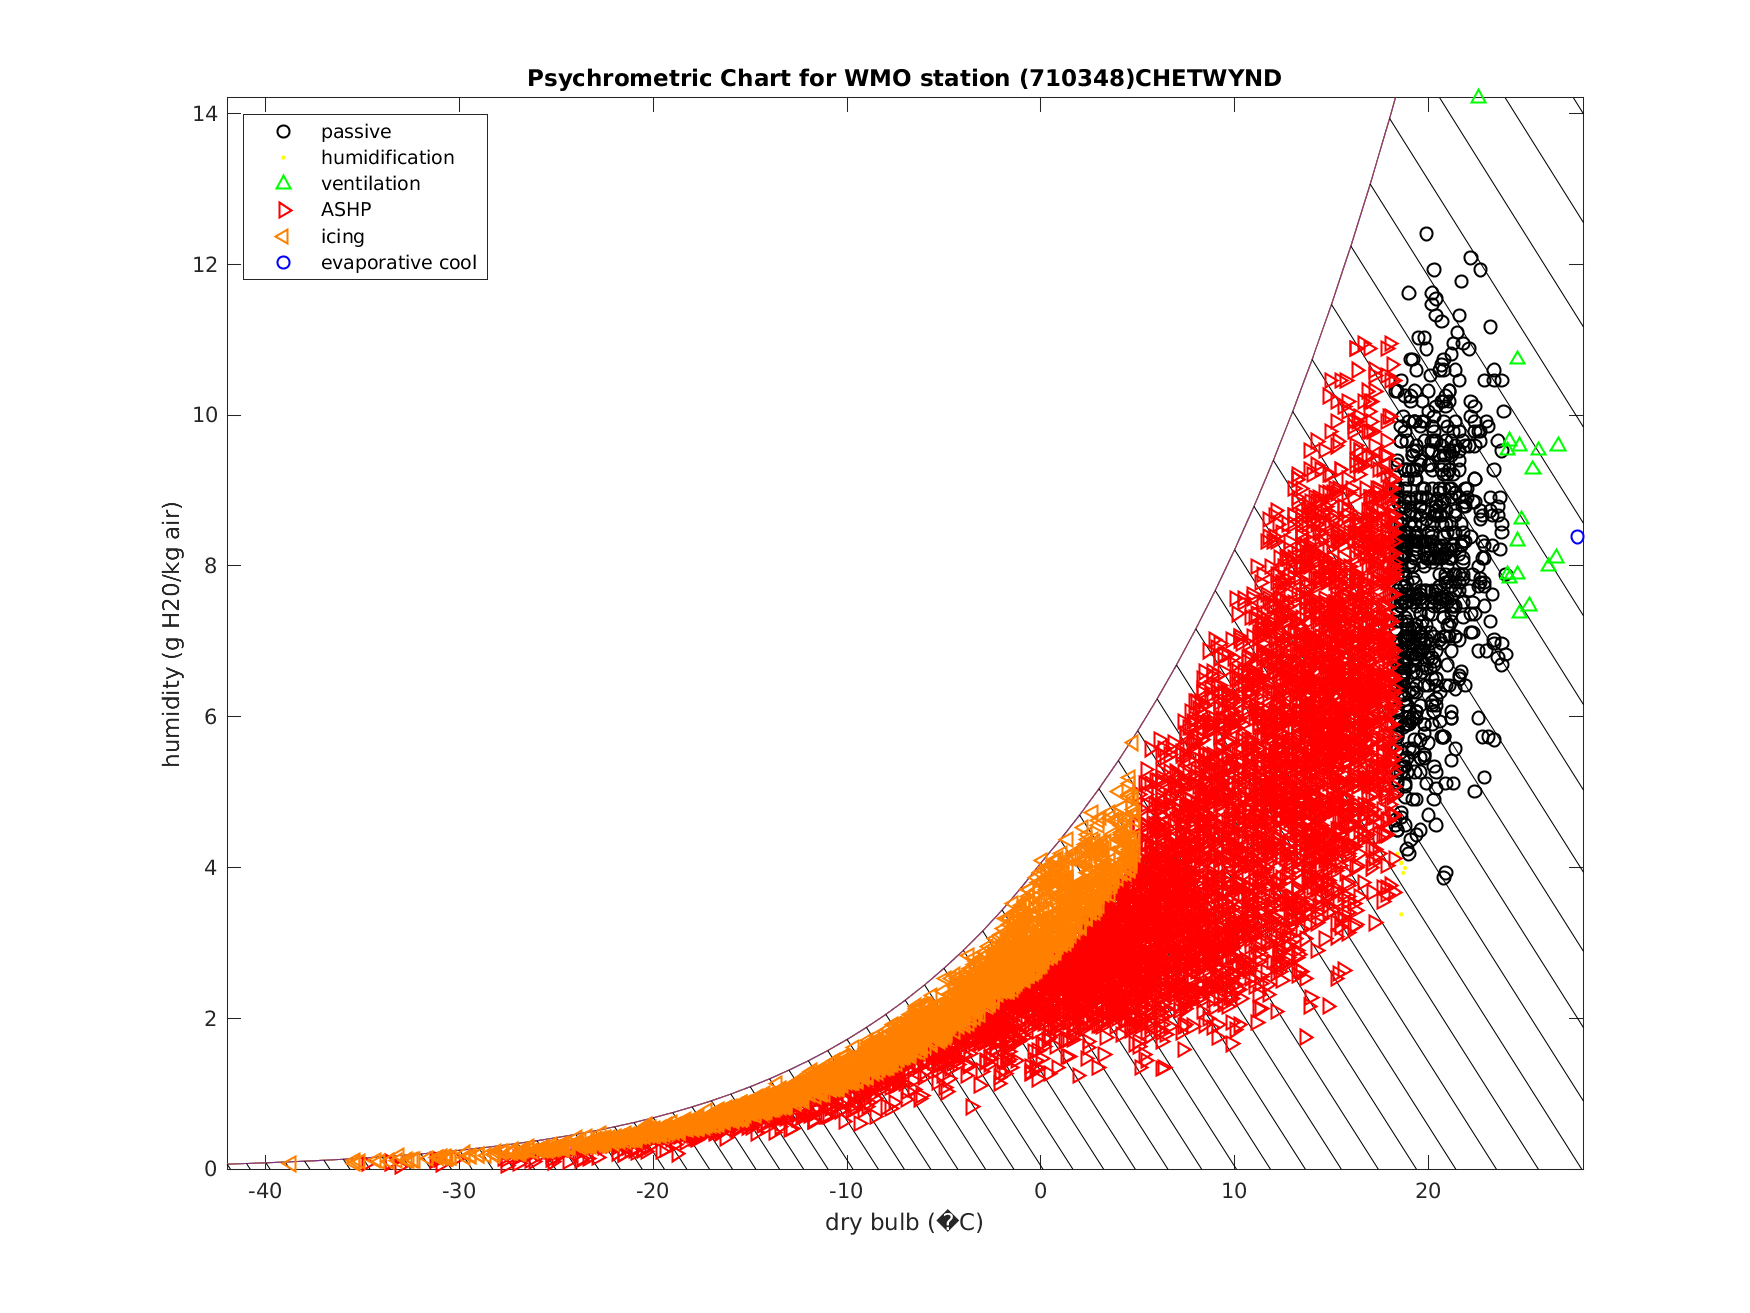 Psychrometric Chart for WMO station (710348)CHETWYND
14
12
10
8
6
4
2
0
humidity (g H20/kg air)
passive
humidification
ventilation
ASHP
icing
evaporative cool
-40 -30 -20 -10 0 10 20
dry bulb (�C)